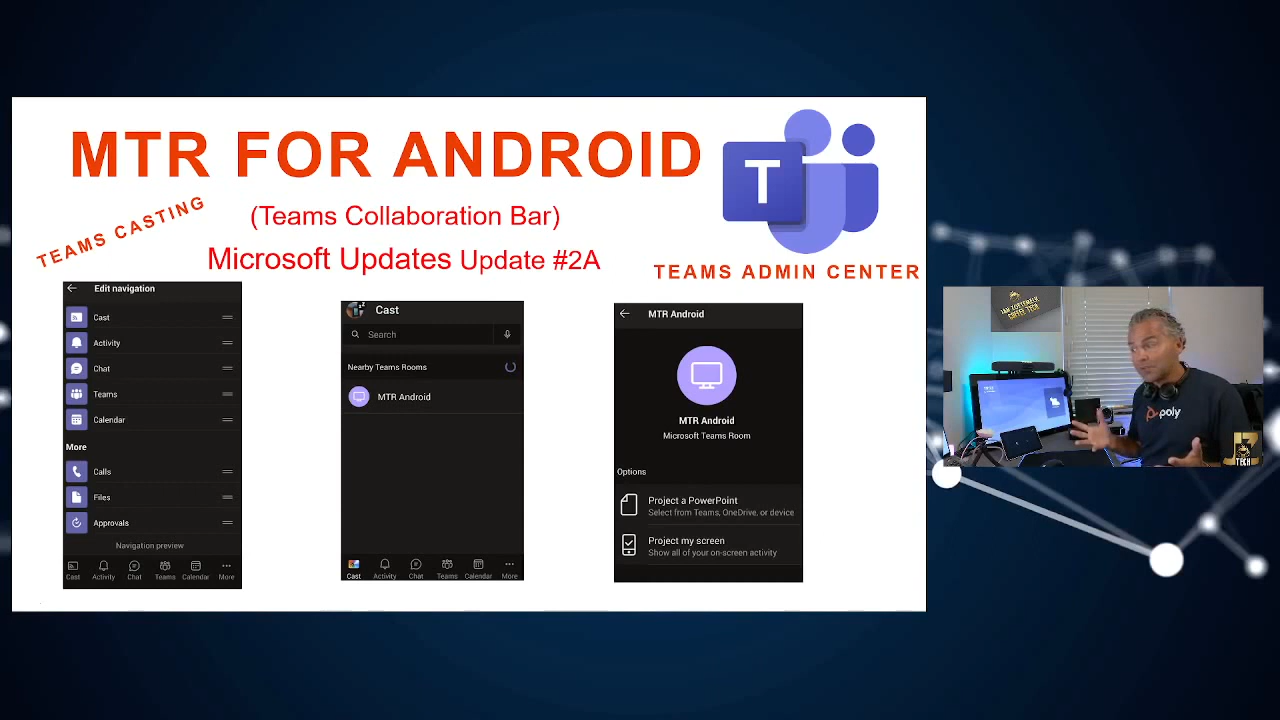 MTR FOR ANDROID
TEAMS CASTING
(Teams Collaboration Bar)
Microsoft Updates Update #2A
T
TEAMS ADMIN CENTER
Edit navigation
Cast
Activity
Chat
Teams
Calendar
More
Calls
Files
Approvals
Navigation preview
Cast Activity Chat Teams Calendar More
Cast
Search
Nearby Teams Rooms
MTR Android
Cast Activity Chat Teams Calendar More
MTR Android
MTR Android
Microsoft Teams Room
Options
Project a PowerPoint
Select from Teams, OneDrive, or device
Project my screen
Show all of your on-screen activity
COFFEE TECH
poly
TECH